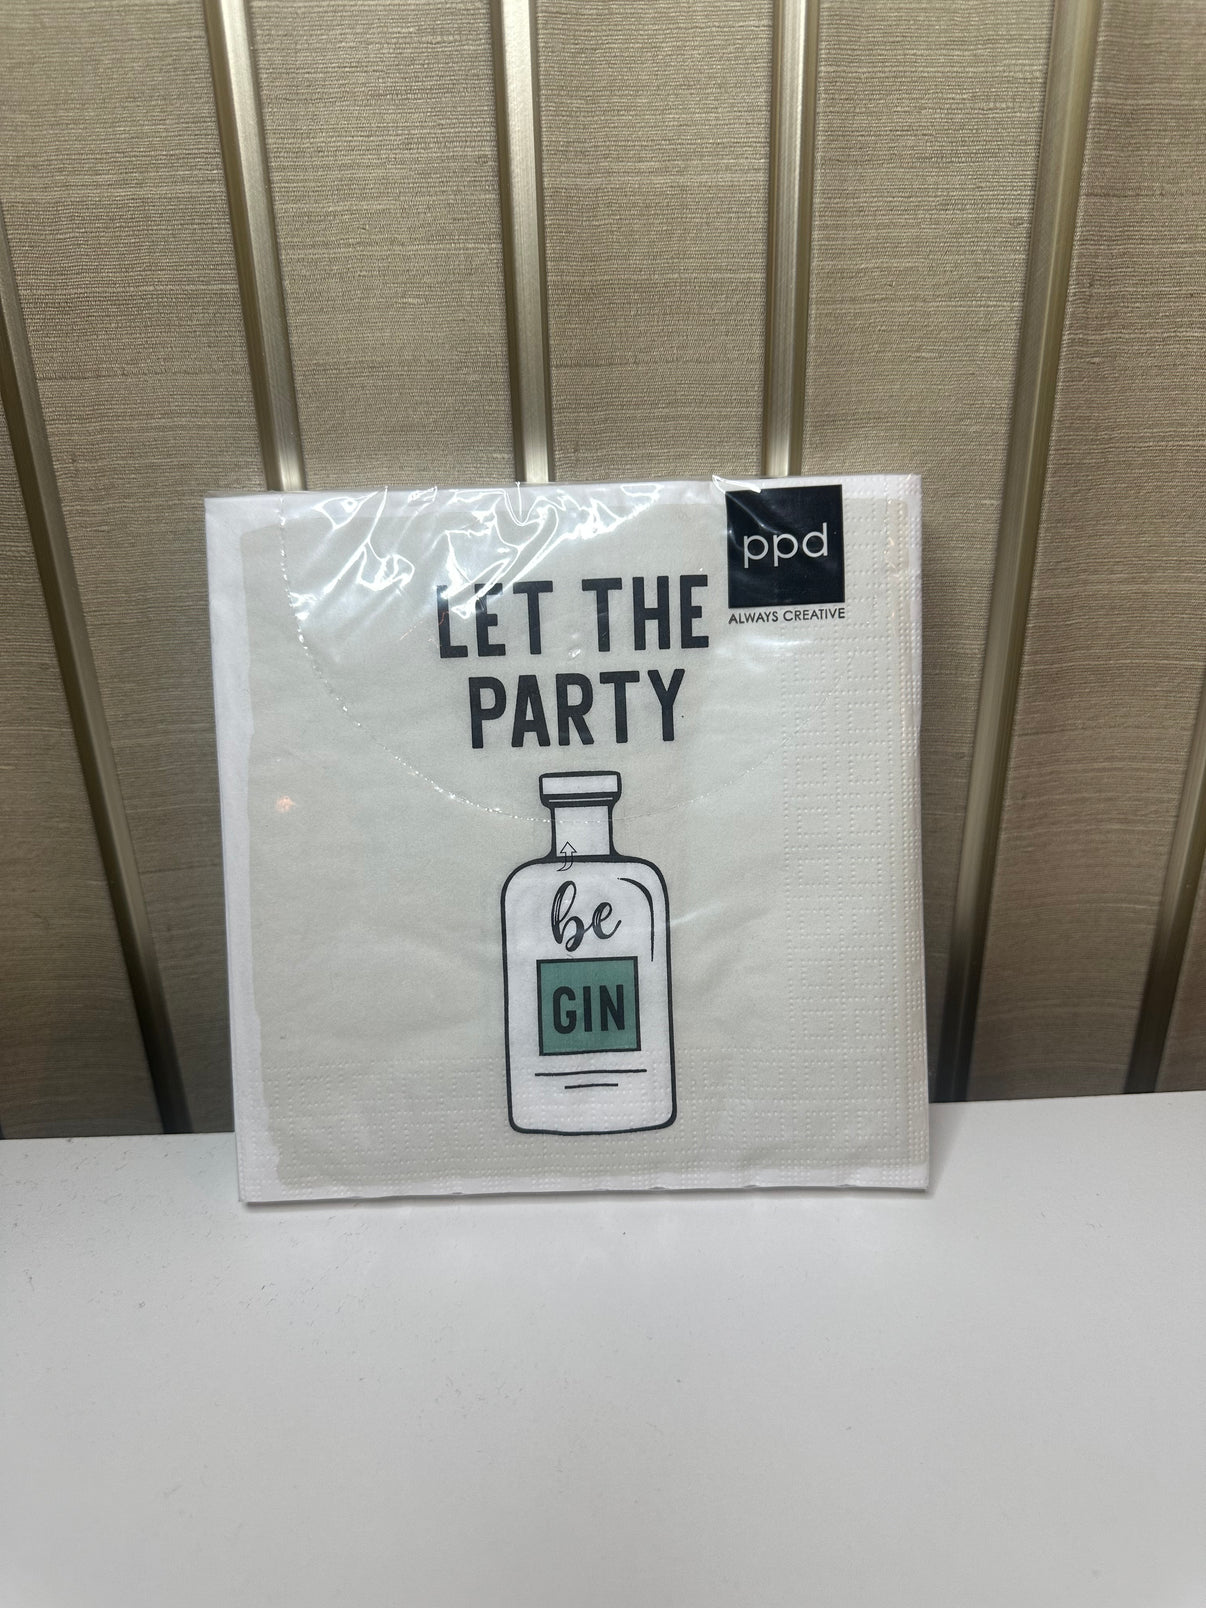 ppd
ALWAYS CREATIVE
LET THE
PARTY
be
GIN